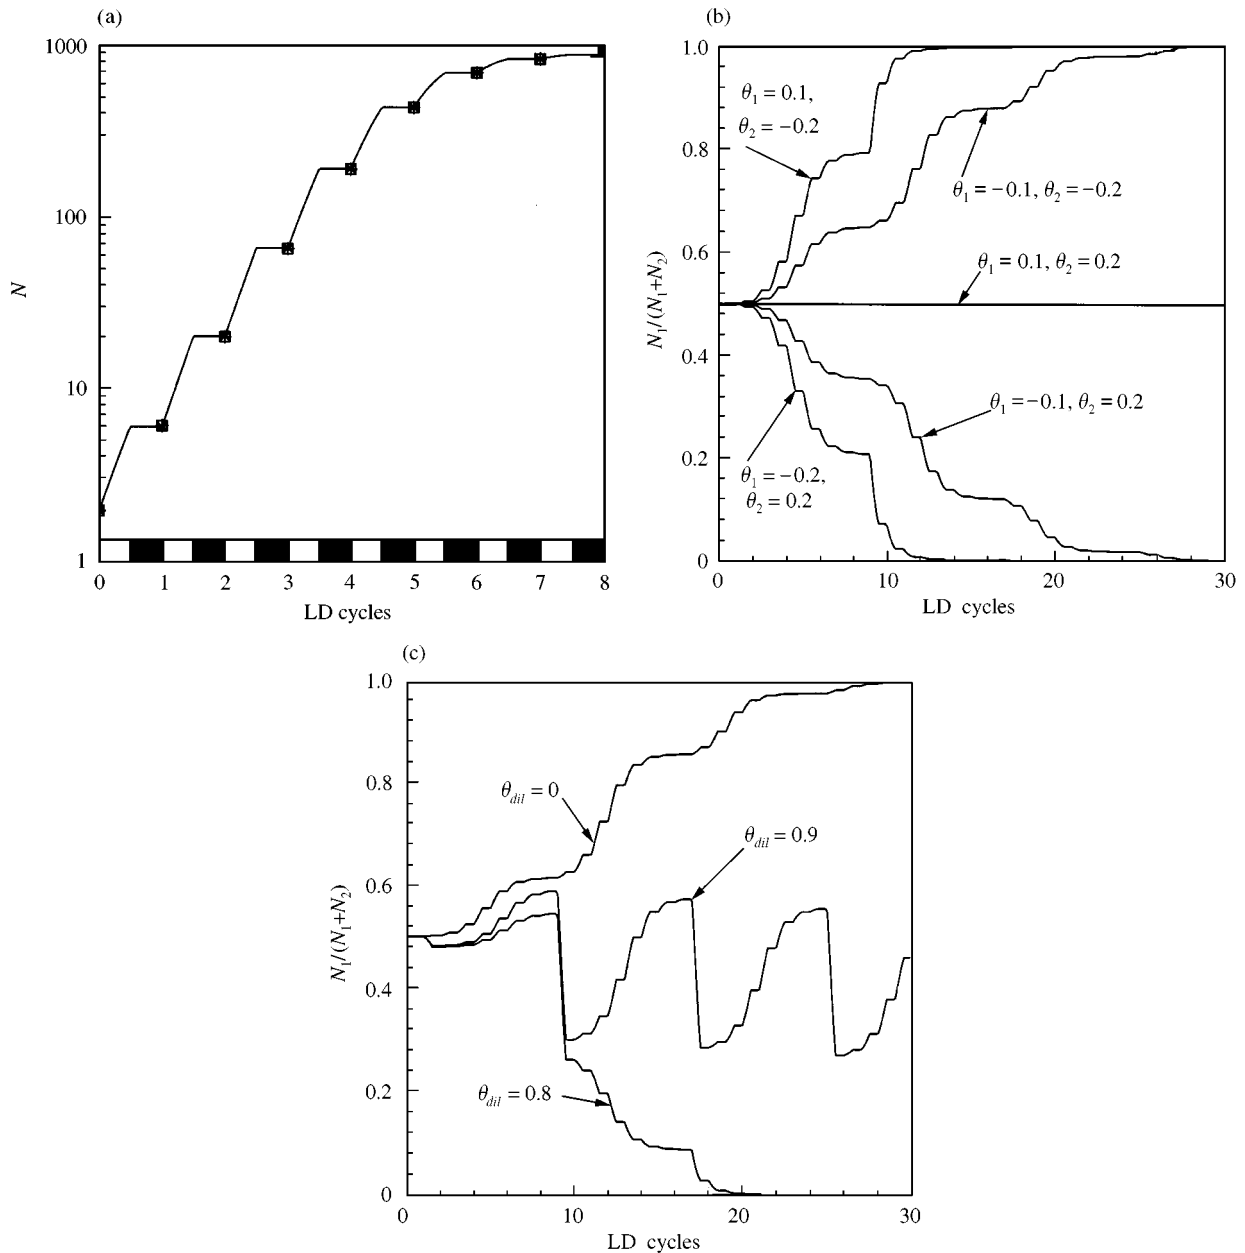 (a)
1000
100
10
1
N
0 1 2 3 4 5 6 7 8
LD cycles
(b)
1.0
0.8
0.6
0.4
0.2
0
N₁/(N₁+N₂)
θ₁ = 0.1,
θ₂ = −0.2
θ₁ = −0.1, θ₂ = −0.2
θ₁ = 0.1, θ₂ = 0.2
θ₁ = −0.1, θ₂ = 0.2
θ₁ = −0.2,
θ₂ = 0.2
0 10 20 30
LD cycles
(c)
1.0
0.8
0.6
0.4
0.2
0
N₁/(N₁+N₂)
θdil = 0
θdil = 0.9
θdil = 0.8
0 10 20 30
LD cycles